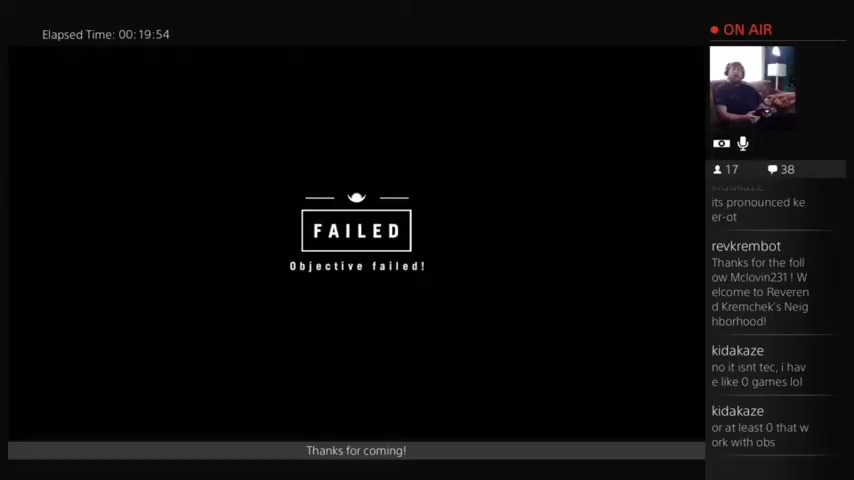 Elapsed Time: 00:19:54
ON AIR
17
38
kidakaze
its pronounced ke
er-ot
revkrembot
Thanks for the foll
ow Mclovin231! W
elcome to Reveren
d Kremchek's Neig
hborhood!
kidakaze
no it isnt tec, i hav
e like 0 games lol
kidakaze
or at least 0 that w
ork with obs
FAILED
Objective failed!
Thanks for coming!